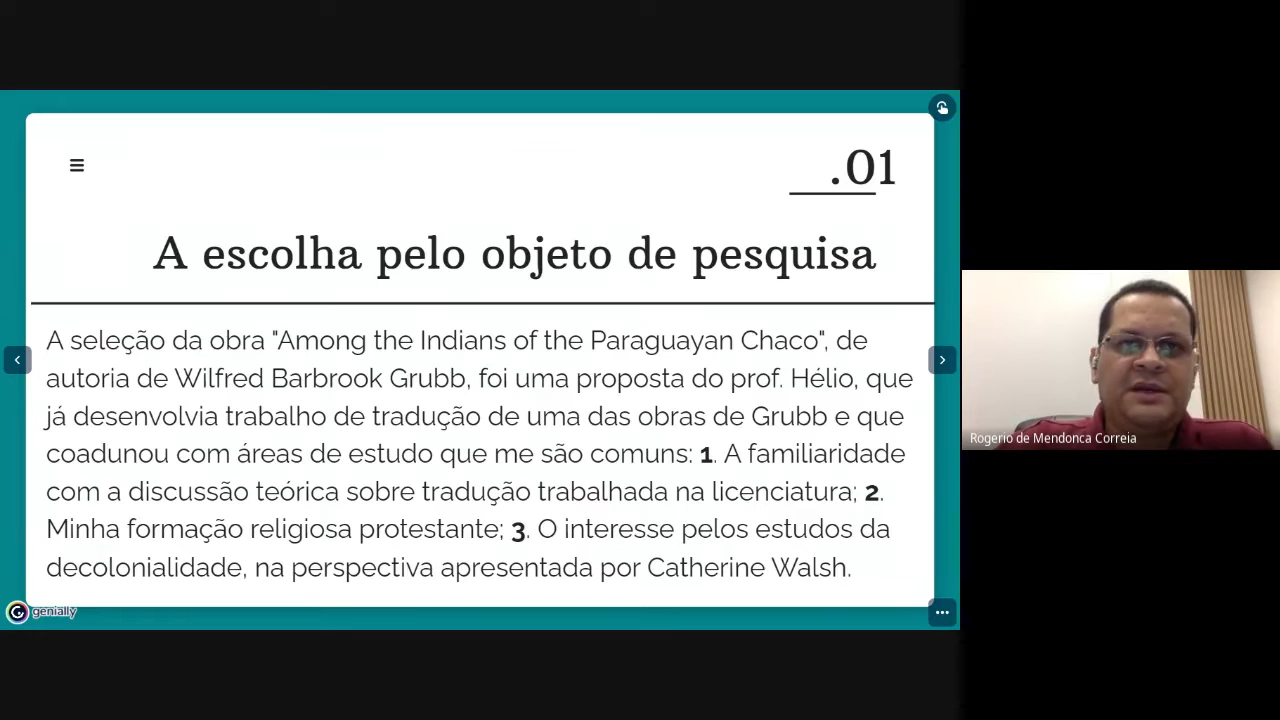 .01
A escolha pelo objeto de pesquisa
A seleção da obra "Among the Indians of the Paraguayan Chaco", de
autoria de Wilfred Barbrook Grubb, foi uma proposta do prof. Hélio, que
já desenvolvia trabalho de tradução de uma das obras de Grubb e que
coadunou com áreas de estudo que me são comuns: 1. A familiaridade
com a discussão teórica sobre tradução trabalhada na licenciatura; 2.
Minha formação religiosa protestante; 3. O interesse pelos estudos da
decolonialidade, na perspectiva apresentada por Catherine Walsh.
genially
Rogerio de Mendonca Correia